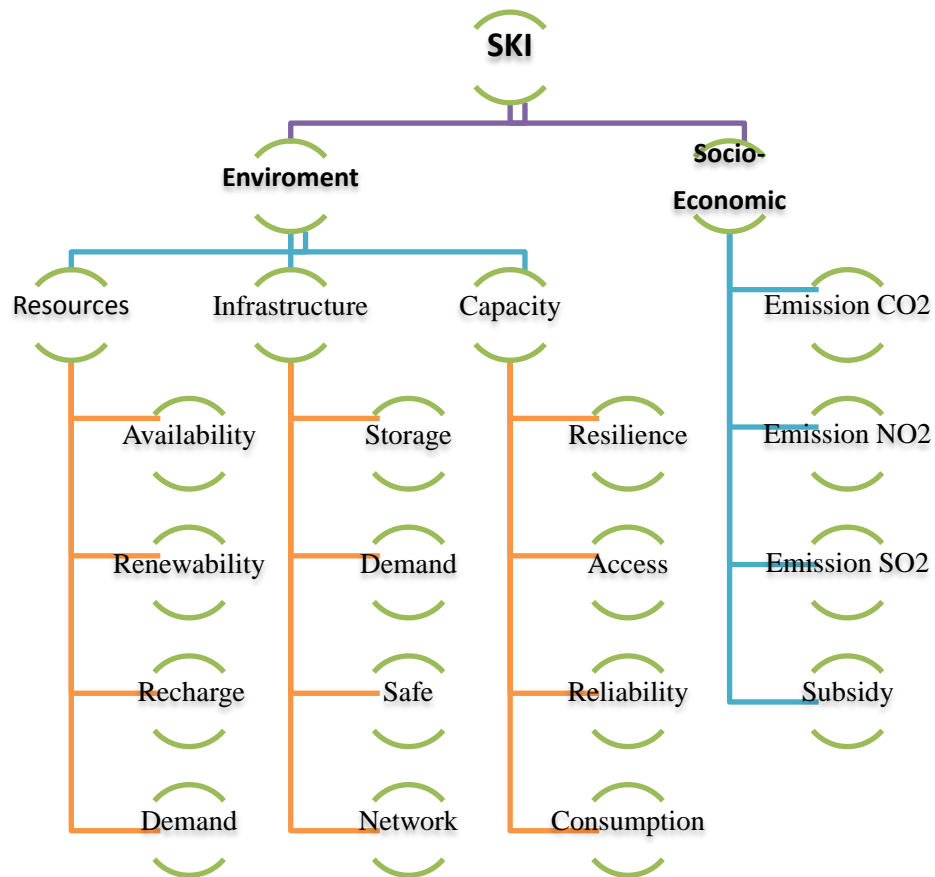 SKI
Enviroment
Socio-
Economic
Resources
Infrastructure
Capacity
Emission CO2
Availability
Storage
Resilience
Emission NO2
Renewability
Demand
Access
Emission SO2
Recharge
Safe
Reliability
Subsidy
Demand
Network
Consumption